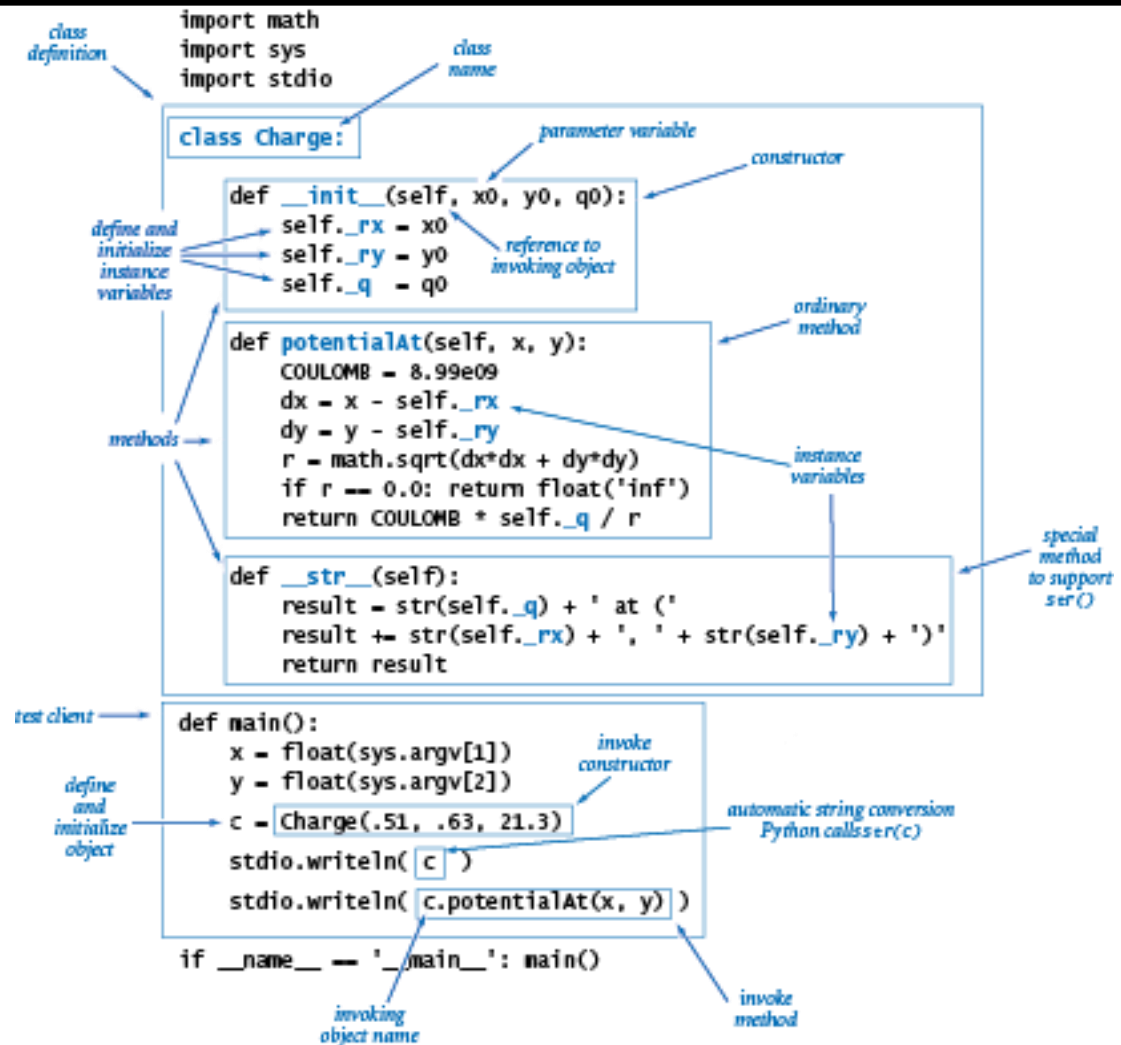 import math
import sys
import stdio
class
definition
class
name
class Charge:
parameter variable
constructor
def __init__(self, x0, y0, q0):
self._rx = x0
self._ry = y0
self._q = q0
define and
initialize
instance
variables
reference to
invoking object
ordinary
method
def potentialAt(self, x, y):
COULOMB = 8.99e09
dx = x - self._rx
dy = y - self._ry
r = math.sqrt(dx*dx + dy*dy)
if r == 0.0: return float('inf')
return COULOMB * self._q / r
methods
instance
variables
special
method
to support
str()
def __str__(self):
result = str(self._q) + ' at ('
result += str(self._rx) + ', ' + str(self._ry) + ')'
return result
test client
def main():
x = float(sys.argv[1])
y = float(sys.argv[2])
c = Charge(.51, .63, 21.3)
stdio.writeln( c )
stdio.writeln( c.potentialAt(x, y) )
invoke
constructor
define
and
initialize
object
automatic string conversion
Python calls str(c)
if __name__ == '__main__': main()
invoking
object name
invoke
method